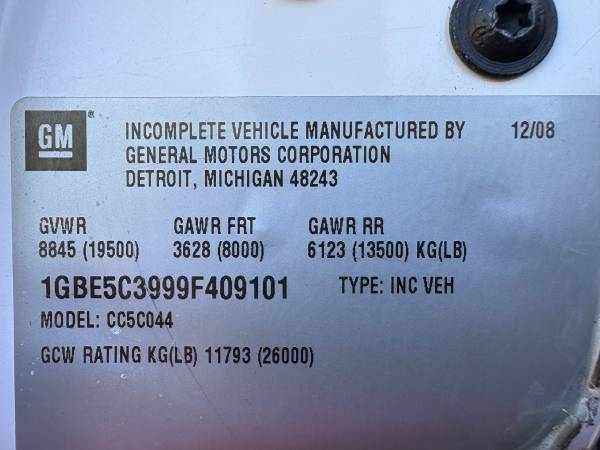 GM® INCOMPLETE VEHICLE MANUFACTURED BY 12/08
GENERAL MOTORS CORPORATION
DETROIT, MICHIGAN 48243
GVWR GAWR FRT GAWR RR
8845 (19500) 3628 (8000) 6123 (13500) KG(LB)
1GBE5C3999F409101 TYPE: INC VEH
MODEL: CC5C044
GCW RATING KG(LB) 11793 (26000)